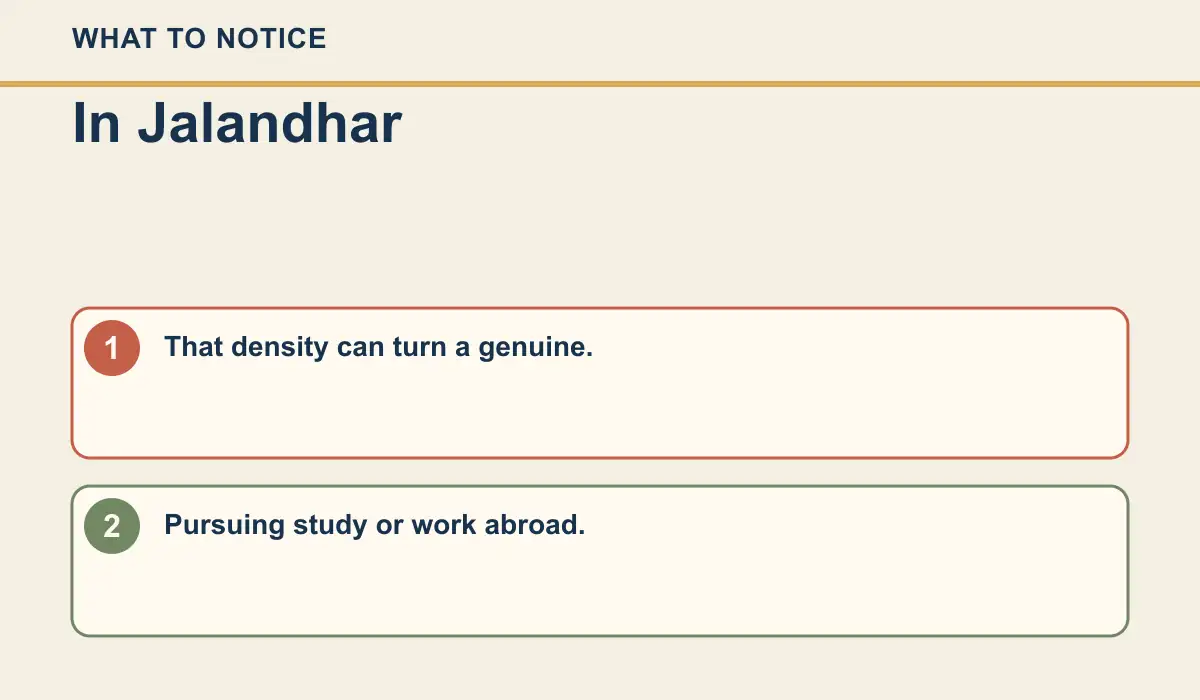 WHAT TO NOTICE
In Jalandhar
1 That density can turn a genuine.
2 Pursuing study or work abroad.